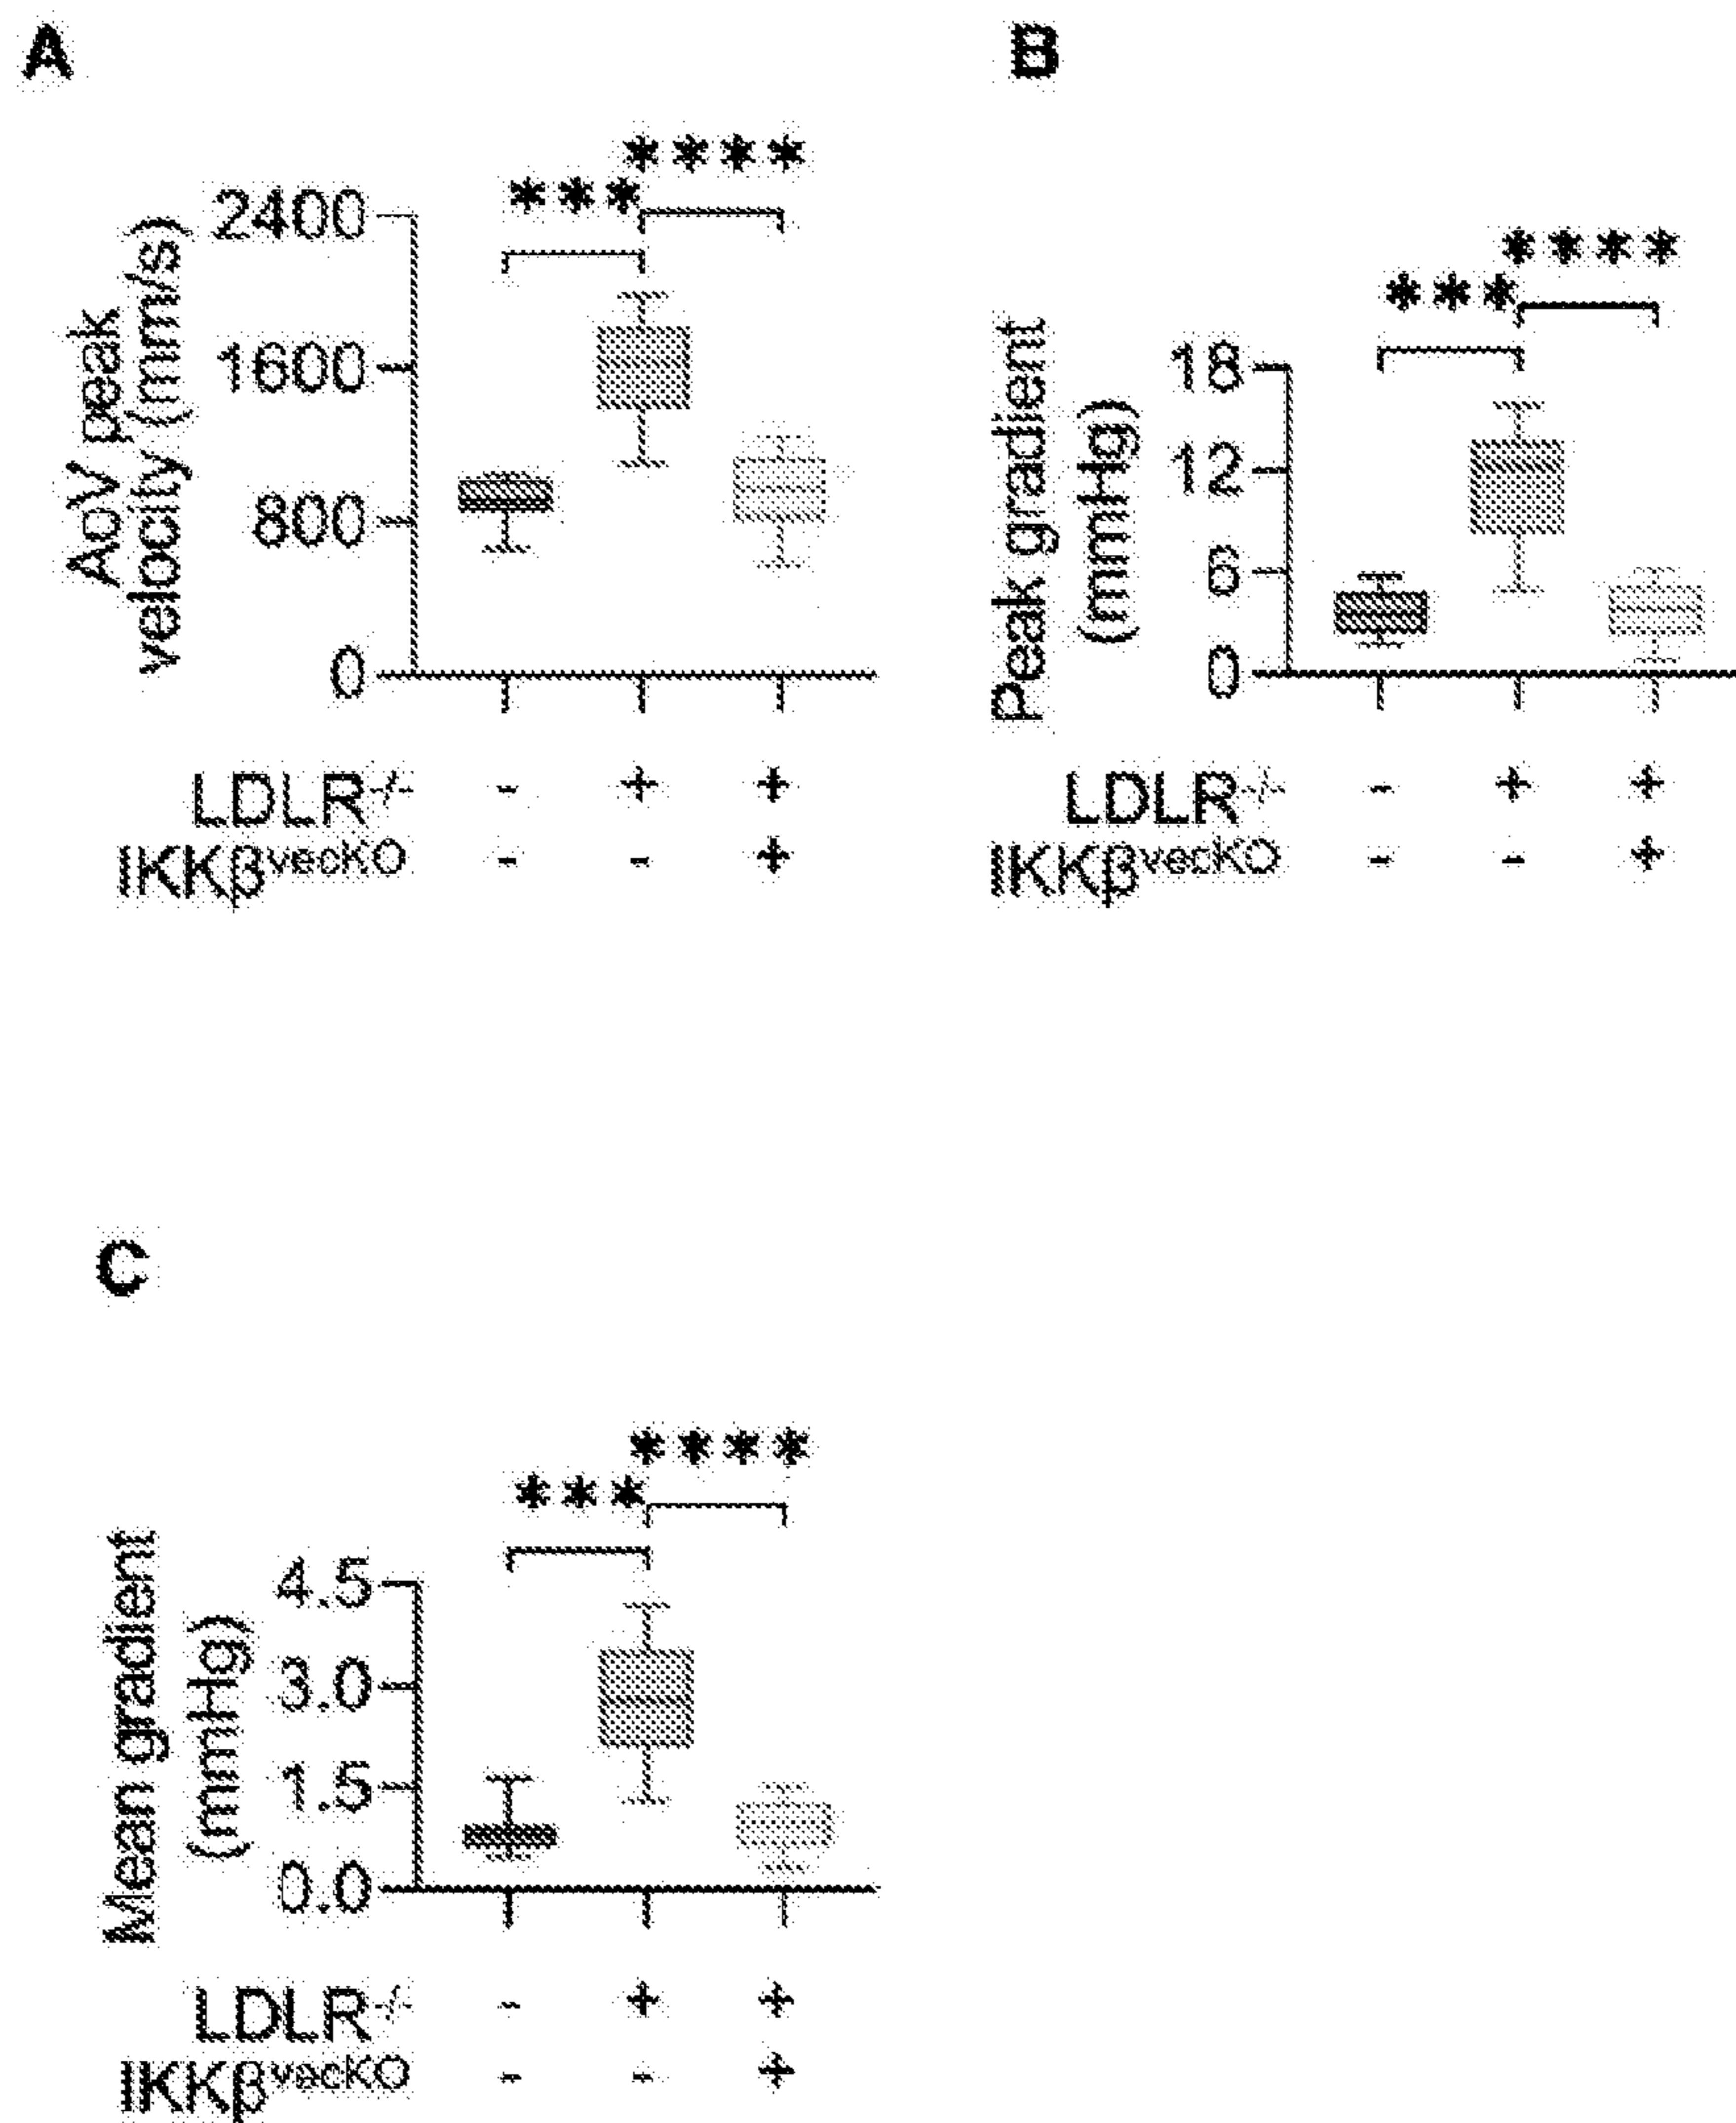 A
****
***
AoV peak
velocity (mm/s)
2400
1600
800
0
LDLR-/- - + +
IKKβvecKO - - +
B
****
***
Peak gradient
(mmHg)
18
12
6
0
LDLR-/- - + +
IKKβvecKO - - +
C
****
***
Mean gradient
(mmHg)
4.5
3.0
1.5
0.0
LDLR-/- - + +
IKKβvecKO - - +